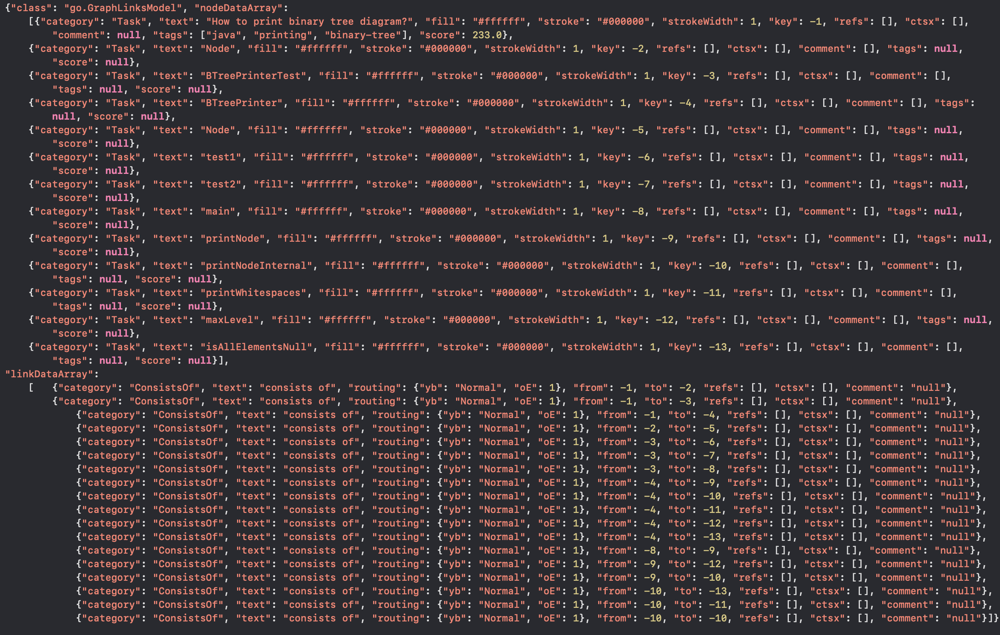 {"class": "go.GraphLinksModel", "nodeDataArray":
[{"category": "Task", "text": "How to print binary tree diagram?", "fill": "#ffffff", "stroke": "#000000", "strokeWidth": 1, "key": -1, "refs": [], "ctsx": [],
"comment": null, "tags": ["java", "printing", "binary-tree"], "score": 233.0},
{"category": "Task", "text": "Node", "fill": "#ffffff", "stroke": "#000000", "strokeWidth": 1, "key": -2, "refs": [], "ctsx": [], "comment": [], "tags": null,
"score": null},
{"category": "Task", "text": "BTreePrinterTest", "fill": "#ffffff", "stroke": "#000000", "strokeWidth": 1, "key": -3, "refs": [], "ctsx": [], "comment": [],
"tags": null, "score": null},
{"category": "Task", "text": "BTreePrinter", "fill": "#ffffff", "stroke": "#000000", "strokeWidth": 1, "key": -4, "refs": [], "ctsx": [], "comment": [], "tags":
null, "score": null},
{"category": "Task", "text": "Node", "fill": "#ffffff", "stroke": "#000000", "strokeWidth": 1, "key": -5, "refs": [], "ctsx": [], "comment": [], "tags": null,
"score": null},
{"category": "Task", "text": "test1", "fill": "#ffffff", "stroke": "#000000", "strokeWidth": 1, "key": -6, "refs": [], "ctsx": [], "comment": [], "tags": null,
"score": null},
{"category": "Task", "text": "test2", "fill": "#ffffff", "stroke": "#000000", "strokeWidth": 1, "key": -7, "refs": [], "ctsx": [], "comment": [], "tags": null,
"score": null},
{"category": "Task", "text": "main", "fill": "#ffffff", "stroke": "#000000", "strokeWidth": 1, "key": -8, "refs": [], "ctsx": [], "comment": [], "tags": null,
"score": null},
{"category": "Task", "text": "printNode", "fill": "#ffffff", "stroke": "#000000", "strokeWidth": 1, "key": -9, "refs": [], "ctsx": [], "comment": [], "tags": null,
"score": null},
{"category": "Task", "text": "printNodeInternal", "fill": "#ffffff", "stroke": "#000000", "strokeWidth": 1, "key": -10, "refs": [], "ctsx": [], "comment": [],
"tags": null, "score": null},
{"category": "Task", "text": "printWhitespaces", "fill": "#ffffff", "stroke": "#000000", "strokeWidth": 1, "key": -11, "refs": [], "ctsx": [], "comment": [],
"tags": null, "score": null},
{"category": "Task", "text": "maxLevel", "fill": "#ffffff", "stroke": "#000000", "strokeWidth": 1, "key": -12, "refs": [], "ctsx": [], "comment": [], "tags": null,
"score": null},
{"category": "Task", "text": "isAllElementsNull", "fill": "#ffffff", "stroke": "#000000", "strokeWidth": 1, "key": -13, "refs": [], "ctsx": [], "comment": [],
"tags": null, "score": null}],
"linkDataArray":
[ {"category": "ConsistsOf", "text": "consists of", "routing": {"yb": "Normal", "oE": 1}, "from": -1, "to": -2, "refs": [], "ctsx": [], "comment": "null"},
{"category": "ConsistsOf", "text": "consists of", "routing": {"yb": "Normal", "oE": 1}, "from": -1, "to": -3, "refs": [], "ctsx": [], "comment": "null"},
{"category": "ConsistsOf", "text": "consists of", "routing": {"yb": "Normal", "oE": 1}, "from": -1, "to": -4, "refs": [], "ctsx": [], "comment": "null"},
{"category": "ConsistsOf", "text": "consists of", "routing": {"yb": "Normal", "oE": 1}, "from": -2, "to": -5, "refs": [], "ctsx": [], "comment": "null"},
{"category": "ConsistsOf", "text": "consists of", "routing": {"yb": "Normal", "oE": 1}, "from": -3, "to": -6, "refs": [], "ctsx": [], "comment": "null"},
{"category": "ConsistsOf", "text": "consists of", "routing": {"yb": "Normal", "oE": 1}, "from": -3, "to": -7, "refs": [], "ctsx": [], "comment": "null"},
{"category": "ConsistsOf", "text": "consists of", "routing": {"yb": "Normal", "oE": 1}, "from": -3, "to": -8, "refs": [], "ctsx": [], "comment": "null"},
{"category": "ConsistsOf", "text": "consists of", "routing": {"yb": "Normal", "oE": 1}, "from": -4, "to": -9, "refs": [], "ctsx": [], "comment": "null"},
{"category": "ConsistsOf", "text": "consists of", "routing": {"yb": "Normal", "oE": 1}, "from": -4, "to": -10, "refs": [], "ctsx": [], "comment": "null"},
{"category": "ConsistsOf", "text": "consists of", "routing": {"yb": "Normal", "oE": 1}, "from": -4, "to": -11, "refs": [], "ctsx": [], "comment": "null"},
{"category": "ConsistsOf", "text": "consists of", "routing": {"yb": "Normal", "oE": 1}, "from": -4, "to": -12, "refs": [], "ctsx": [], "comment": "null"},
{"category": "ConsistsOf", "text": "consists of", "routing": {"yb": "Normal", "oE": 1}, "from": -4, "to": -13, "refs": [], "ctsx": [], "comment": "null"},
{"category": "ConsistsOf", "text": "consists of", "routing": {"yb": "Normal", "oE": 1}, "from": -8, "to": -9, "refs": [], "ctsx": [], "comment": "null"},
{"category": "ConsistsOf", "text": "consists of", "routing": {"yb": "Normal", "oE": 1}, "from": -9, "to": -12, "refs": [], "ctsx": [], "comment": "null"},
{"category": "ConsistsOf", "text": "consists of", "routing": {"yb": "Normal", "oE": 1}, "from": -9, "to": -10, "refs": [], "ctsx": [], "comment": "null"},
{"category": "ConsistsOf", "text": "consists of", "routing": {"yb": "Normal", "oE": 1}, "from": -10, "to": -13, "refs": [], "ctsx": [], "comment": "null"},
{"category": "ConsistsOf", "text": "consists of", "routing": {"yb": "Normal", "oE": 1}, "from": -10, "to": -11, "refs": [], "ctsx": [], "comment": "null"},
{"category": "ConsistsOf", "text": "consists of", "routing": {"yb": "Normal", "oE": 1}, "from": -10, "to": -10, "refs": [], "ctsx": [], "comment": "null"}]}